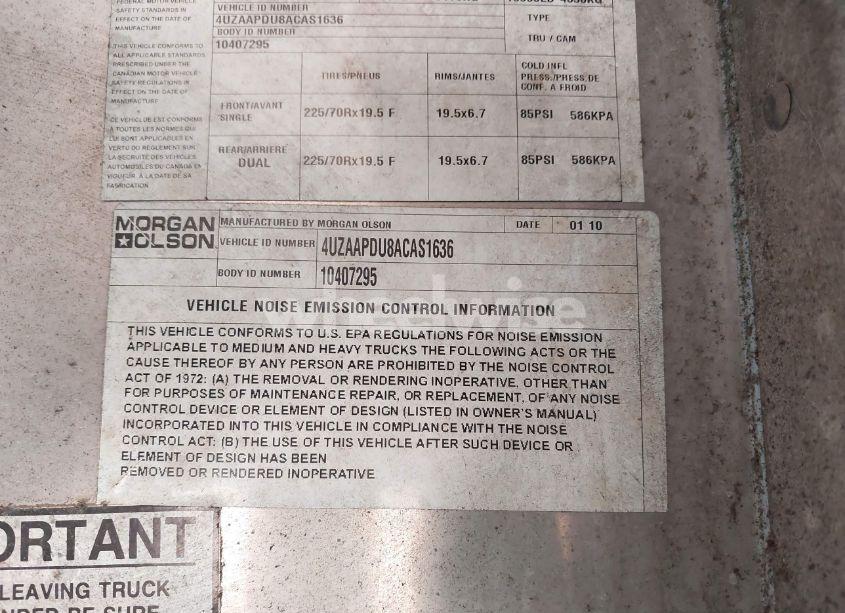 SAFETY STANDARDS IN
EFFECT ON THE DATE OF
MANUFACTURE
THIS VEHICLE CONFORMS TO
ALL APPLICABLE STANDARDS
PRESCRIBED UNDER THE
CANADIAN MOTOR VEHICLE
SAFETY REGULATIONS IN
EFFECT ON THE DATE OF
MANUFACTURE
CE VEHICULE EST CONFORME
A TOUTES LES NORMES QUI
LUI SONT APPLICABLES EN
VERTU DU REGLEMENT SUR
LA SECRUITE DES VEHICLES
AUTOMOBILES DU CANADA EN
VIGUEUR, A LA DATE DE SA
FABRICATION
VEHICLE ID NUMBER
4UZAAPDU8ACAS1636
BODY ID NUMBER
10407295
TYPE
TRU / CAM
TIRES/PNEUS RIMS/JANTES COLD INFL
PRESS./PRESS.DE
CONF. A FROID
FRONT/AVANT
SINGLE 225/70Rx19.5 F 19.5x6.7 85PSI 586KPA
REAR/ARRIERE
DUAL 225/70Rx19.5 F 19.5x6.7 85PSI 586KPA
MORGAN
OLSON
MANUFACTURED BY MORGAN OLSON DATE 01 10
VEHICLE ID NUMBER 4UZAAPDU8ACAS1636
BODY ID NUMBER 10407295
VEHICLE NOISE EMISSION CONTROL INFORMATION
THIS VEHICLE CONFORMS TO U.S. EPA REGULATIONS FOR NOISE EMISSION
APPLICABLE TO MEDIUM AND HEAVY TRUCKS THE FOLLOWING ACTS OR THE
CAUSE THEREOF BY ANY PERSON ARE PROHIBITED BY THE NOISE CONTROL
ACT OF 1972: (A) THE REMOVAL OR RENDERING INOPERATIVE, OTHER THAN
FOR PURPOSES OF MAINTENANCE REPAIR, OR REPLACEMENT, OF ANY NOISE
CONTROL DEVICE OR ELEMENT OF DESIGN (LISTED IN OWNER'S MANUAL)
INCORPORATED INTO THIS VEHICLE IN COMPLIANCE WITH THE NOISE
CONTROL ACT: (B) THE USE OF THIS VEHICLE AFTER SUCH DEVICE OR
ELEMENT OF DESIGN HAS BEEN
REMOVED OR RENDERED INOPERATIVE
ORTANT
LEAVING TRUCK